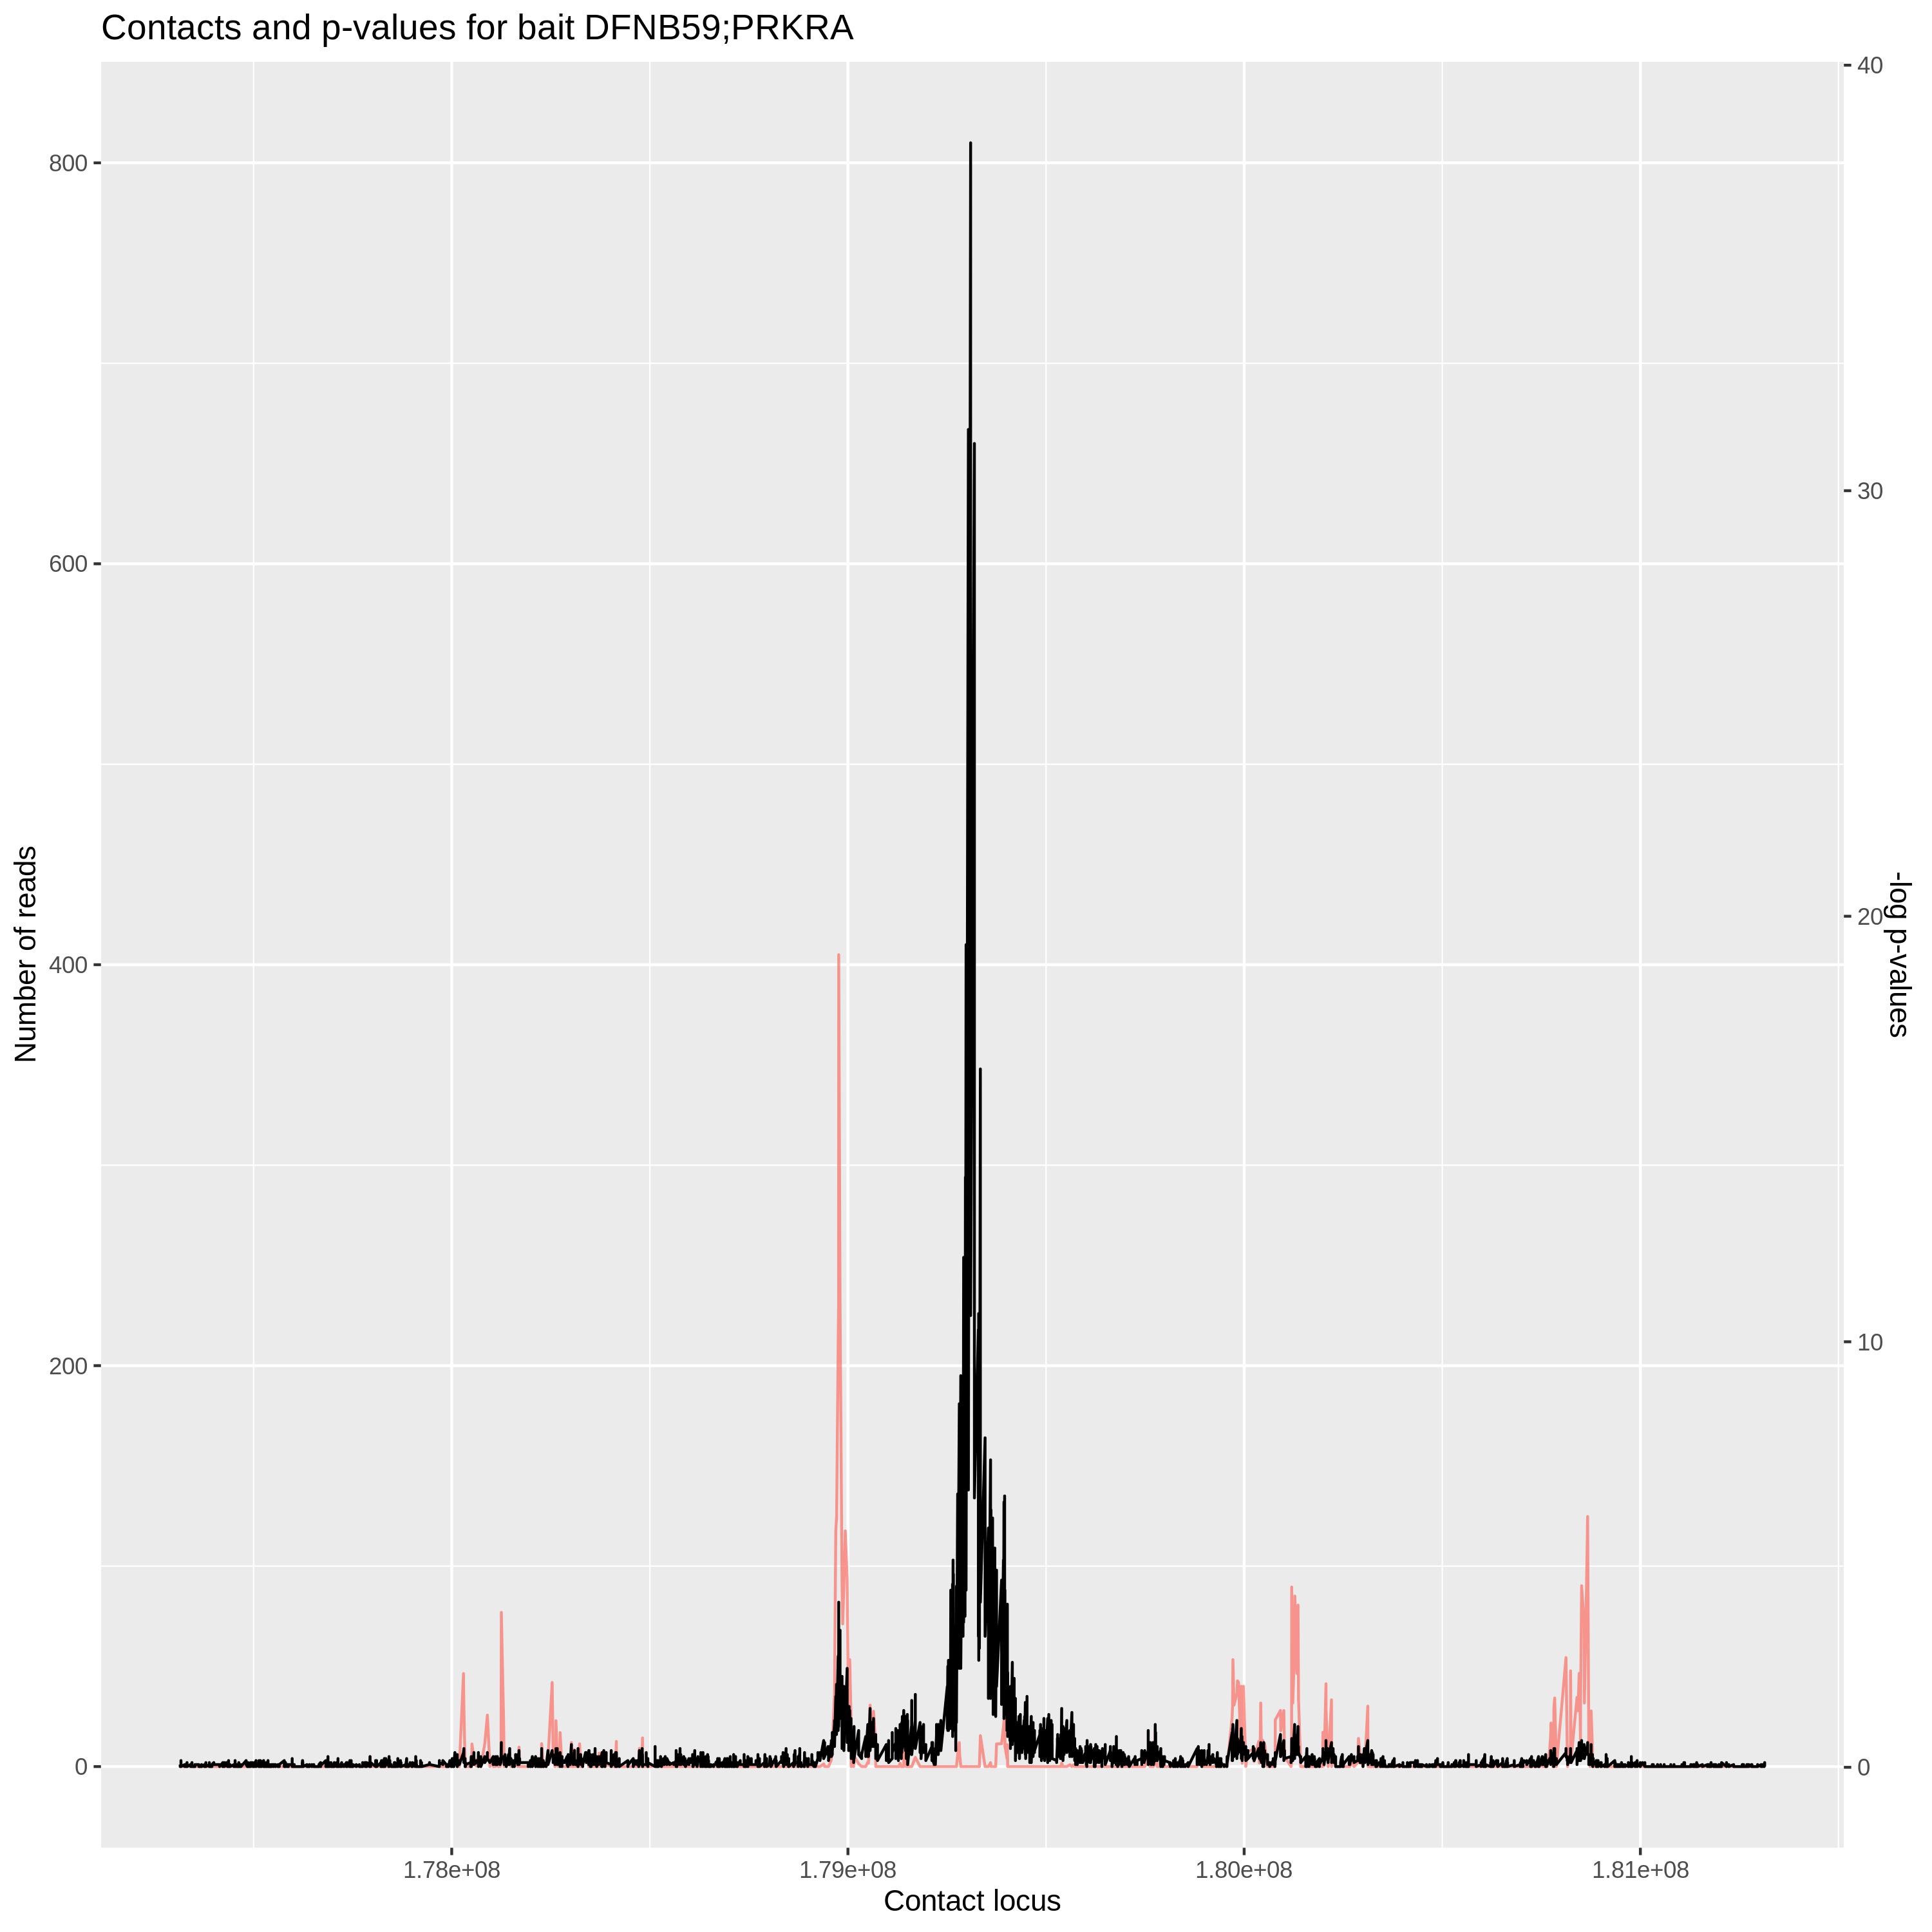 Contacts and p-values for bait DFNB59;PRKRA
Number of reads
800
600
400
200
0
40
30
20
10
0
-log p-values
1.78e+08
1.79e+08
1.80e+08
1.81e+08
Contact locus